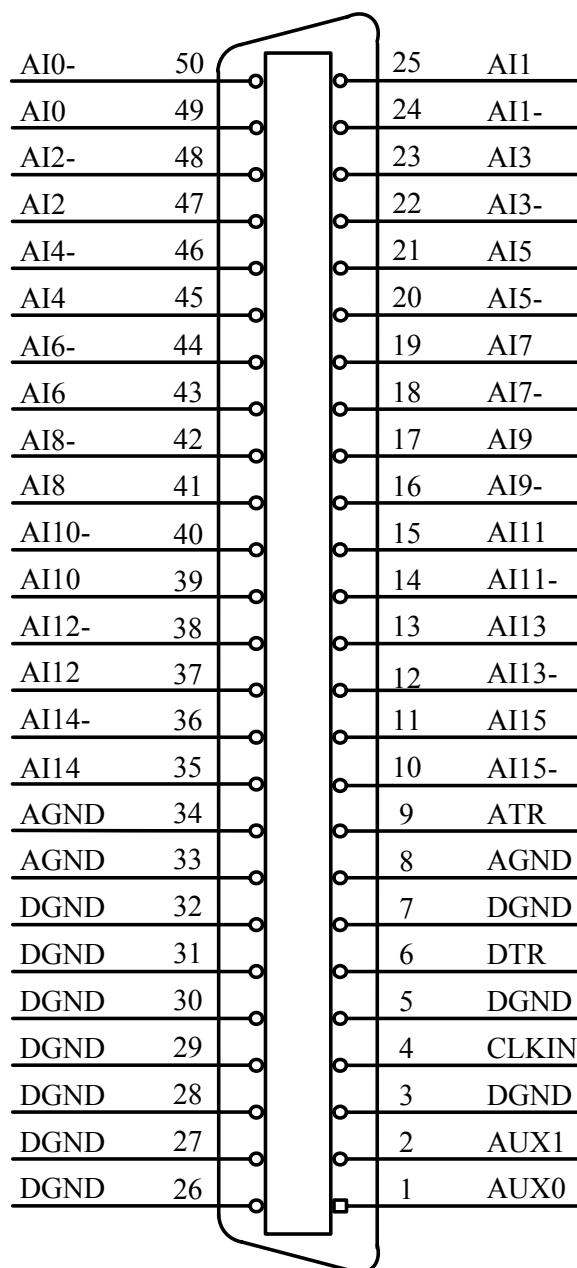 AI0- 50 25 AI1
AI0 49 24 AI1-
AI2- 48 23 AI3
AI2 47 22 AI3-
AI4- 46 21 AI5
AI4 45 20 AI5-
AI6- 44 19 AI7
AI6 43 18 AI7-
AI8- 42 17 AI9
AI8 41 16 AI9-
AI10- 40 15 AI11
AI10 39 14 AI11-
AI12- 38 13 AI13
AI12 37 12 AI13-
AI14- 36 11 AI15
AI14 35 10 AI15-
AGND 34 9 ATR
AGND 33 8 AGND
DGND 32 7 DGND
DGND 31 6 DTR
DGND 30 5 DGND
DGND 29 4 CLKIN
DGND 28 3 DGND
DGND 27 2 AUX1
DGND 26 1 AUX0